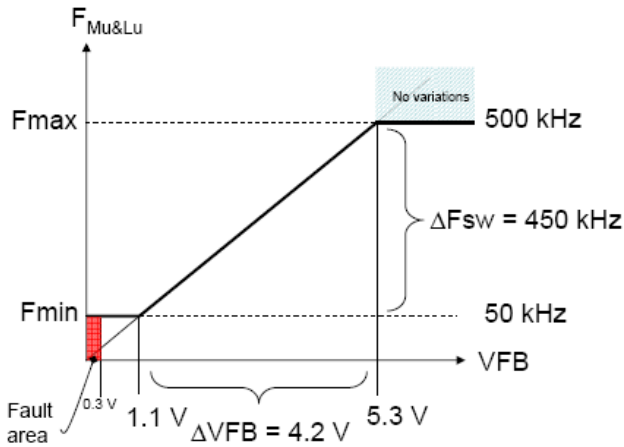 F Mu&Lu
No variations
Fmax
500 kHz
ΔFsw = 450 kHz
Fmin
50 kHz
VFB
0.3 V
Fault
area
1.1 V
ΔVFB = 4.2 V
5.3 V